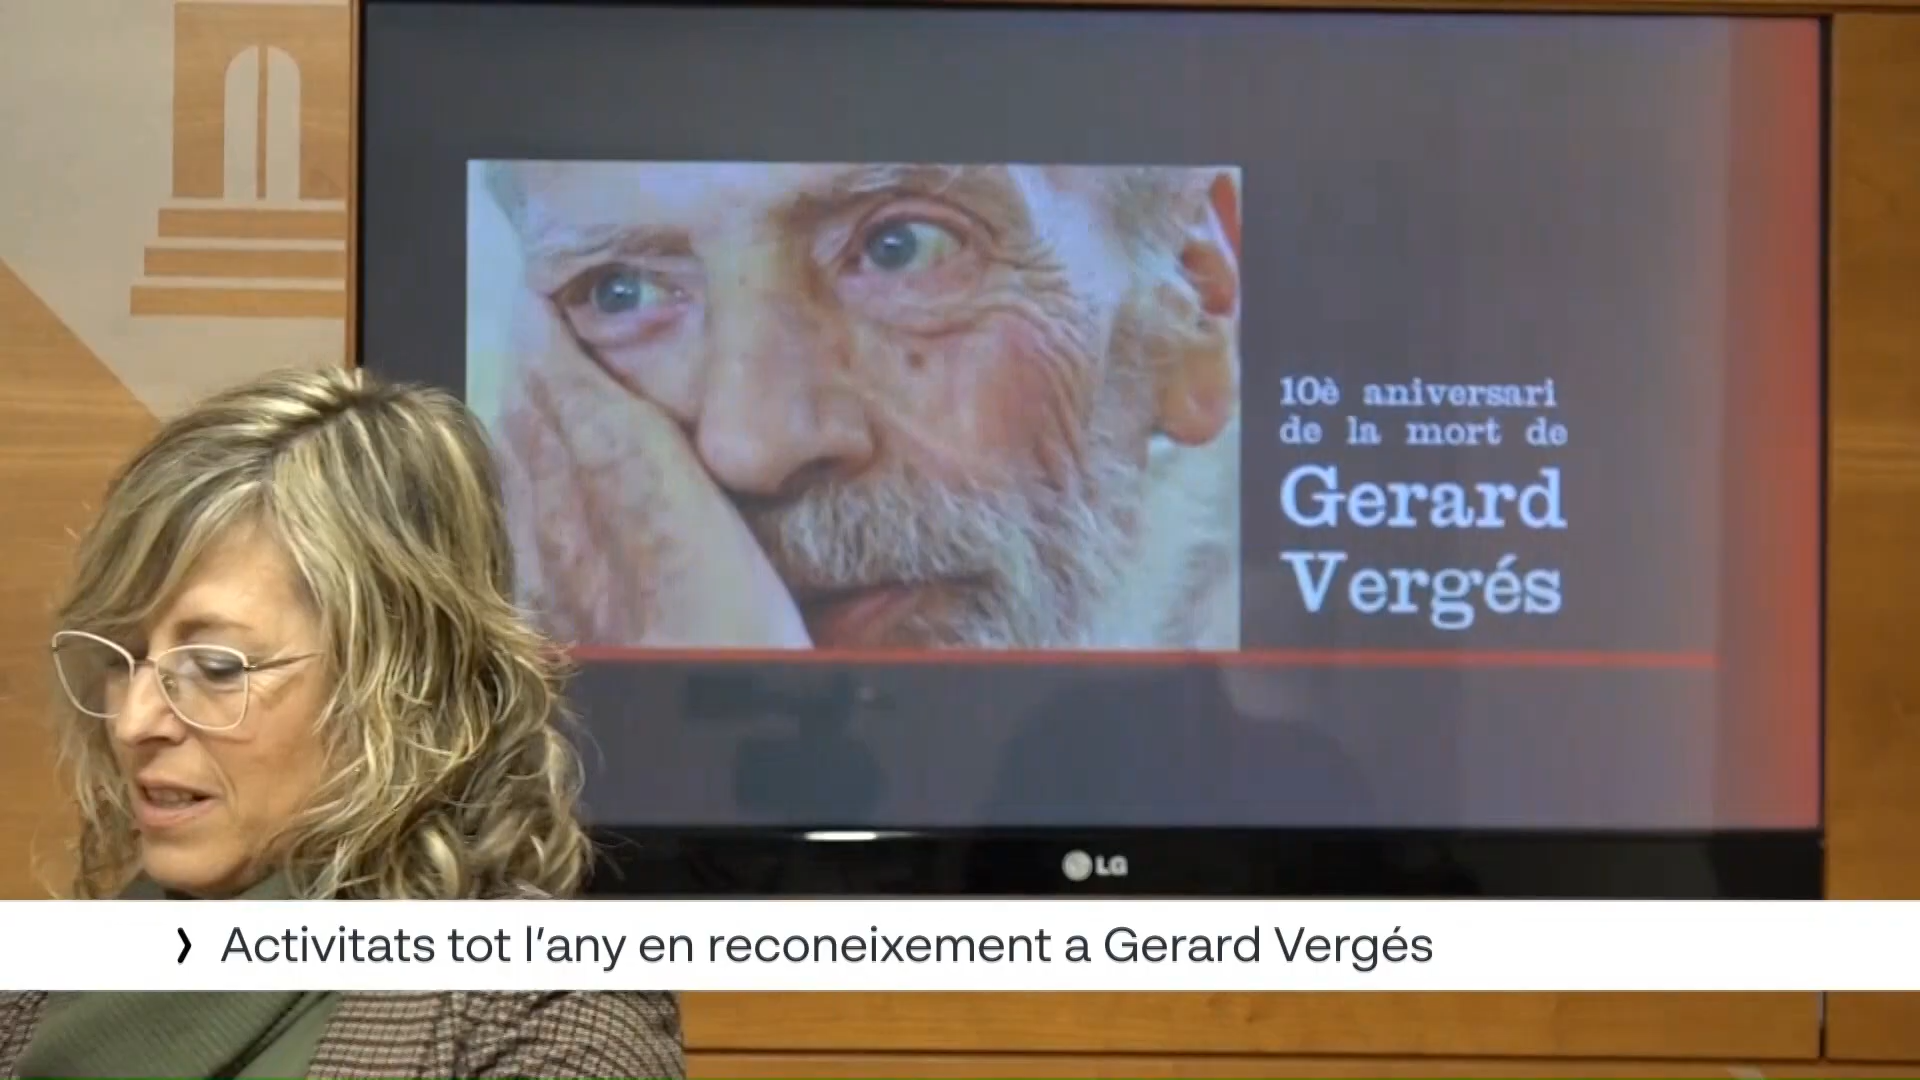 10è aniversari
de la mort de
Gerard
Vergés
LG
Activitats tot l'any en reconeixement a Gerard Vergés